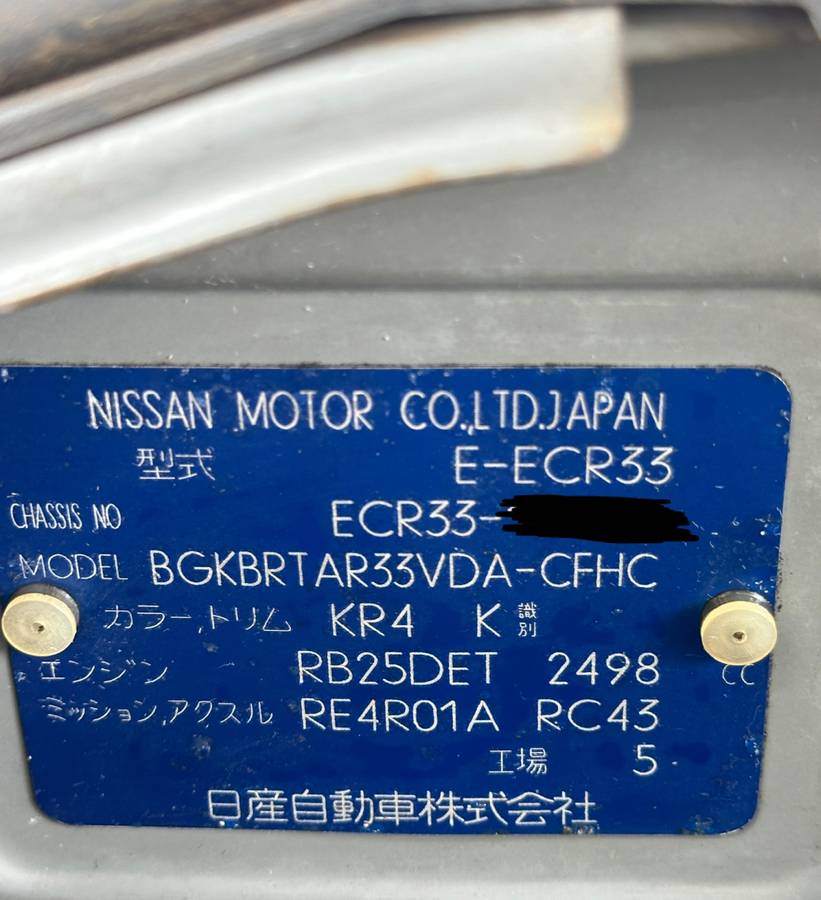 NISSAN MOTOR CO.,LTD.JAPAN
型式 E-ECR33
CHASSIS NO ECR33-
MODEL BGKBRTAR33VDA-CFHC
カラー,トリム KR4 K 識別
エンジン RB25DET 2498 CC
ミッション,アクスル RE4R01A RC43
工場 5
日産自動車株式会社